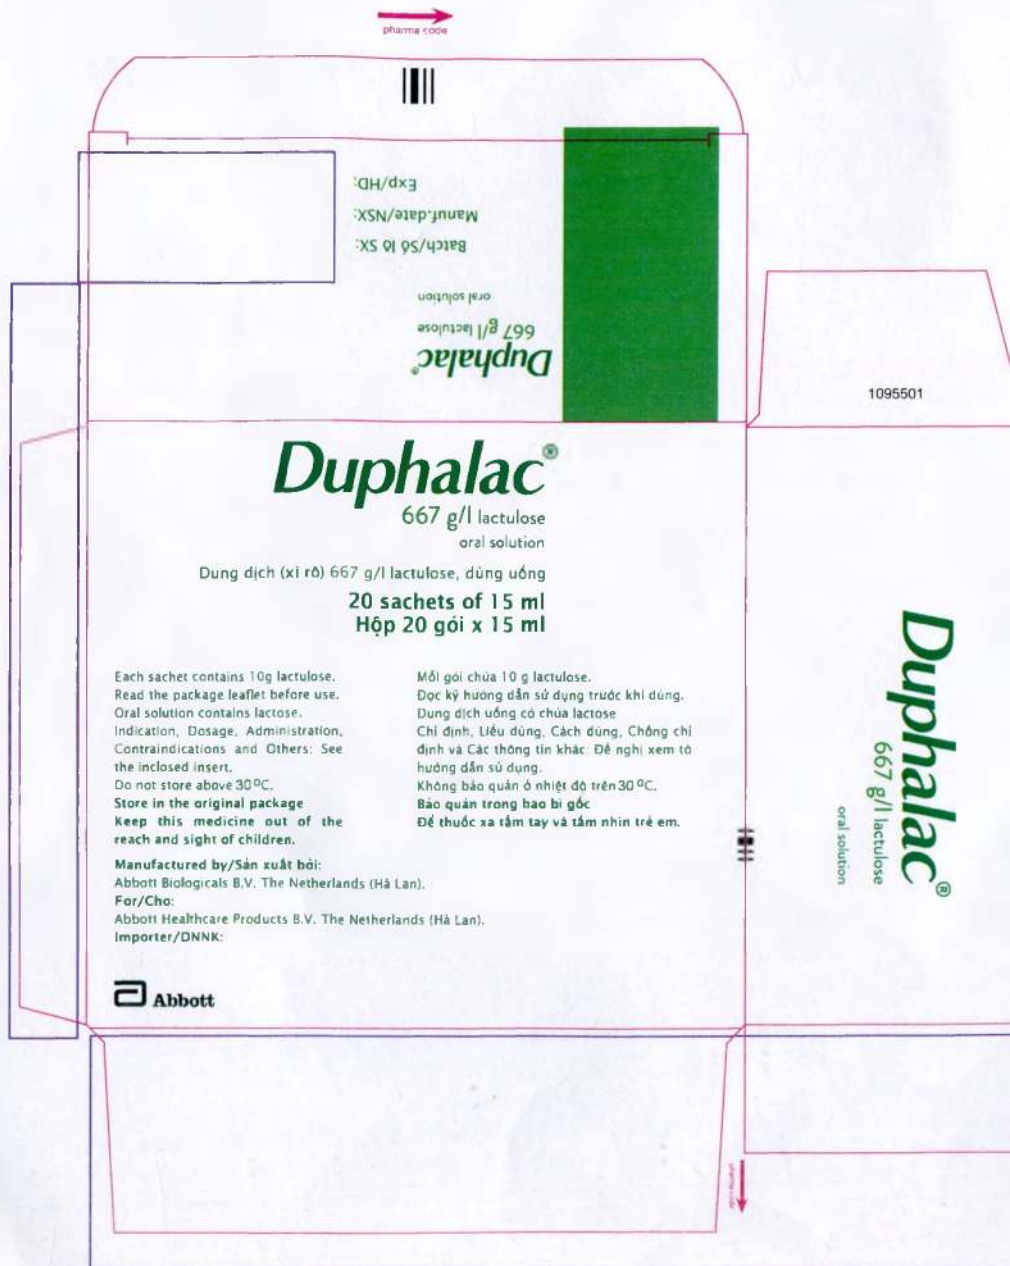 pharma code
Exp/HD:
Manuf.date/NSX:
Batch/Số lô SX:
oral solution
667 g/l lactulose
Duphalac®
1095501
Duphalac®
667 g/l lactulose
oral solution
Dung dịch (xi rô) 667 g/l lactulose, dùng uống
20 sachets of 15 ml
Hộp 20 gói x 15 ml
Each sachet contains 10g lactulose.
Read the package leaflet before use.
Oral solution contains lactose.
Indication, Dosage, Administration,
Contraindications and Others: See
the inclosed insert.
Do not store above 30°C.
Store in the original package
Keep this medicine out of the
reach and sight of children.
Mỗi gói chứa 10 g lactulose.
Đọc kỹ hướng dẫn sử dụng trước khi dùng.
Dung dịch uống có chứa lactose
Chỉ định, Liều dùng, Cách dùng, Chống chỉ
định và Các thông tin khác: Đề nghị xem tờ
hướng dẫn sử dụng.
Không bảo quản ở nhiệt độ trên 30 °C.
Bảo quản trong bao bì gốc
Để thuốc xa tầm tay và tầm nhìn trẻ em.
Manufactured by/Sản xuất bởi:
Abbott Biologicals B.V. The Netherlands (Hà Lan).
For/Cho:
Abbott Healthcare Products B.V. The Netherlands (Hà Lan).
Importer/DNNK:
Abbott
Duphalac®
667 g/l lactulose
oral solution
pharma code